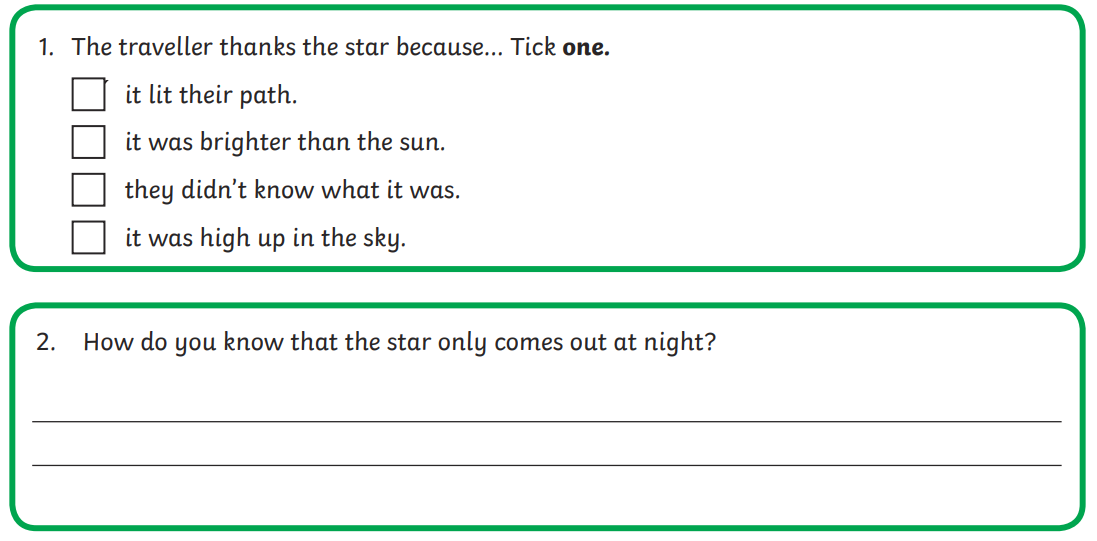 1. The traveller thanks the star because... Tick one.
it lit their path.
it was brighter than the sun.
they didn't know what it was.
it was high up in the sky.
2. How do you know that the star only comes out at night?